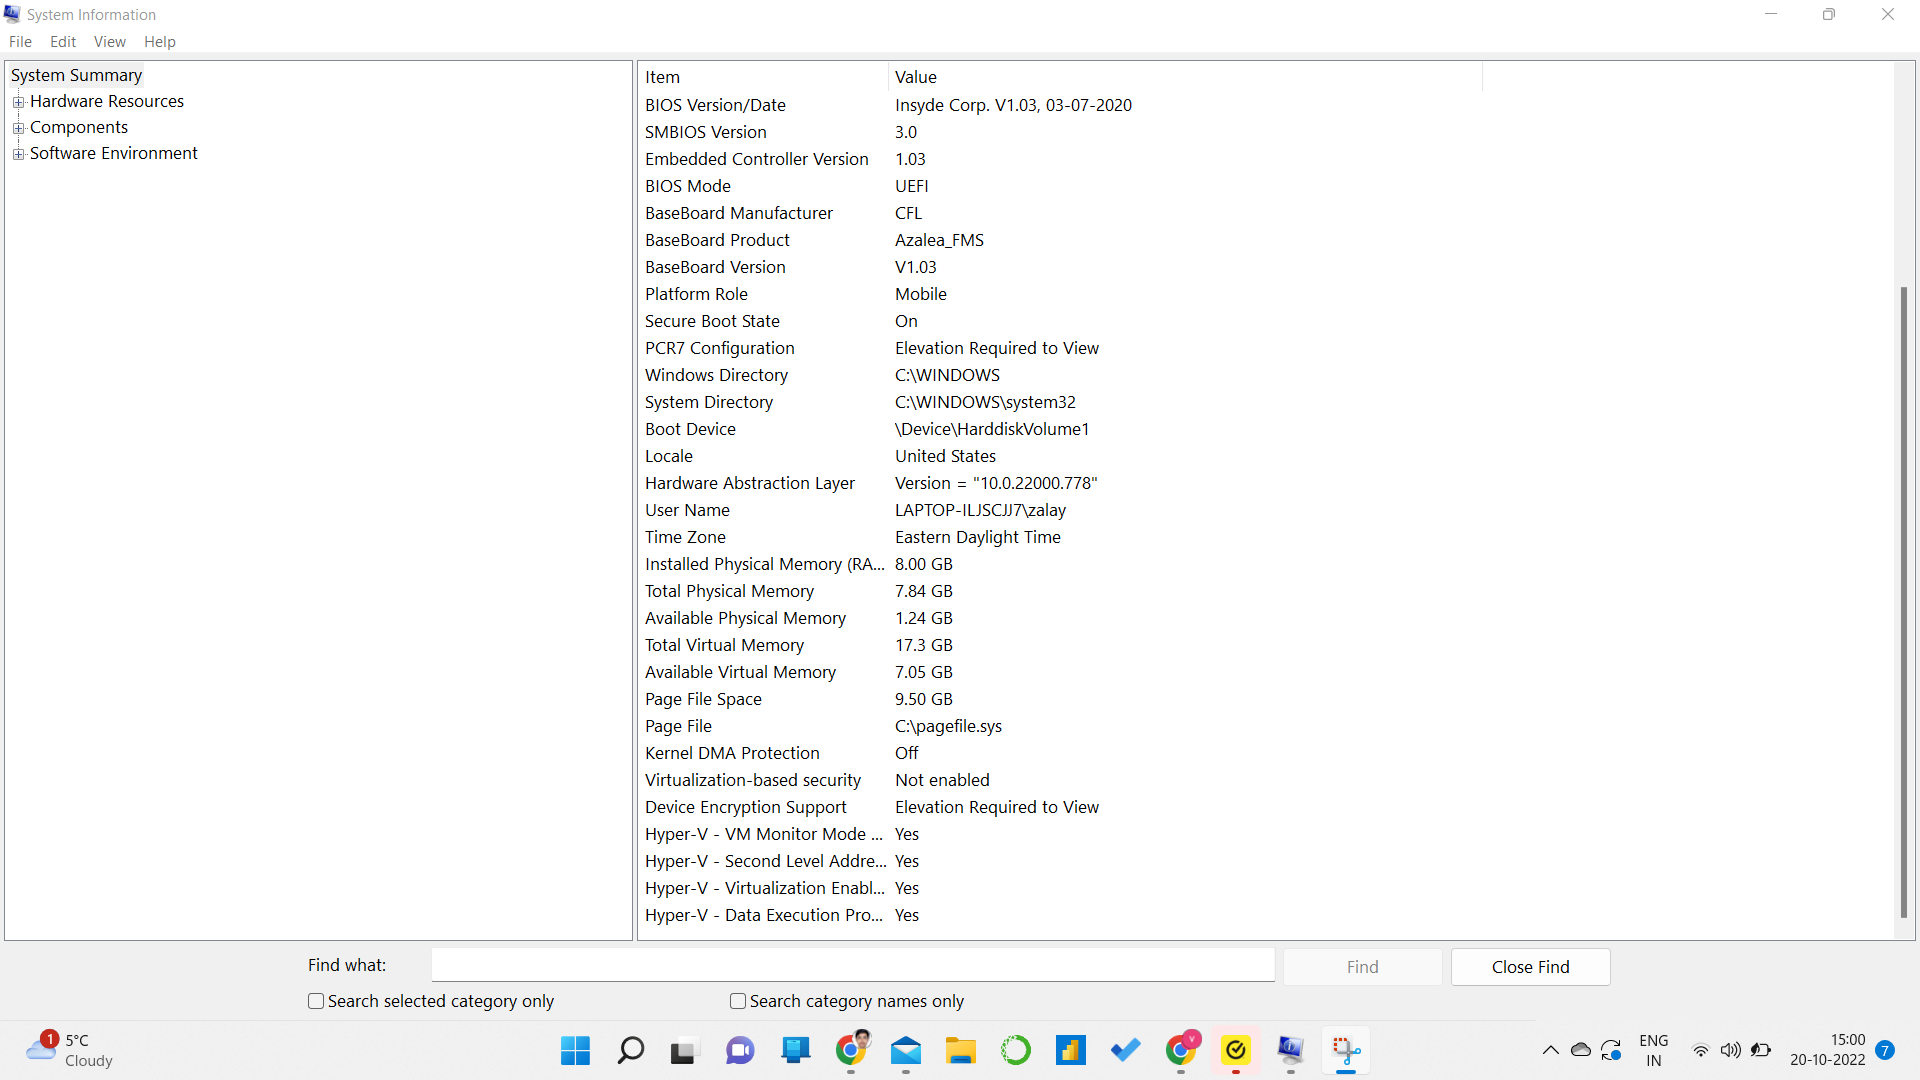 System Information
File Edit View Help
System Summary
Hardware Resources
Components
Software Environment
Item Value
BIOS Version/Date Insyde Corp. V1.03, 03-07-2020
SMBIOS Version 3.0
Embedded Controller Version 1.03
BIOS Mode UEFI
BaseBoard Manufacturer CFL
BaseBoard Product Azalea_FMS
BaseBoard Version V1.03
Platform Role Mobile
Secure Boot State On
PCR7 Configuration Elevation Required to View
Windows Directory C:\WINDOWS
System Directory C:\WINDOWS\system32
Boot Device \Device\HarddiskVolume1
Locale United States
Hardware Abstraction Layer Version = "10.0.22000.778"
User Name LAPTOP-ILJSCJJ7\zalay
Time Zone Eastern Daylight Time
Installed Physical Memory (RA... 8.00 GB
Total Physical Memory 7.84 GB
Available Physical Memory 1.24 GB
Total Virtual Memory 17.3 GB
Available Virtual Memory 7.05 GB
Page File Space 9.50 GB
Page File C:\pagefile.sys
Kernel DMA Protection Off
Virtualization-based security Not enabled
Device Encryption Support Elevation Required to View
Hyper-V - VM Monitor Mode ... Yes
Hyper-V - Second Level Addre... Yes
Hyper-V - Virtualization Enabl... Yes
Hyper-V - Data Execution Pro... Yes
Find what: Find Close Find
Search selected category only Search category names only
1 5°C
Cloudy
V
ENG
IN
15:00
20-10-2022
7